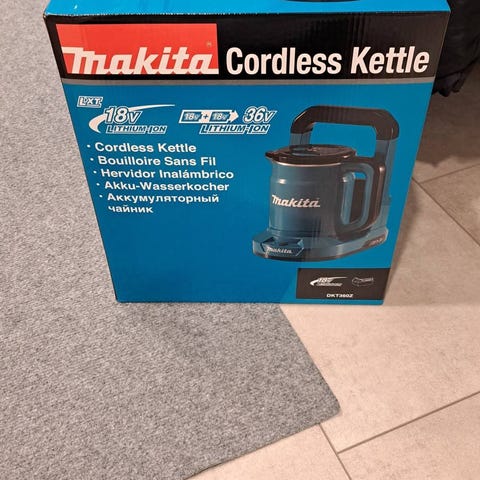 makita Cordless Kettle
LXT
18V
LITHIUM-ION
18V + 18V 36V
LITHIUM-ION
· Cordless Kettle
· Bouilloire Sans Fil
· Hervidor Inalámbrico
· Akku-Wasserkocher
· Аккумуляторный
чайник
makita
makita
18V
DKT360Z